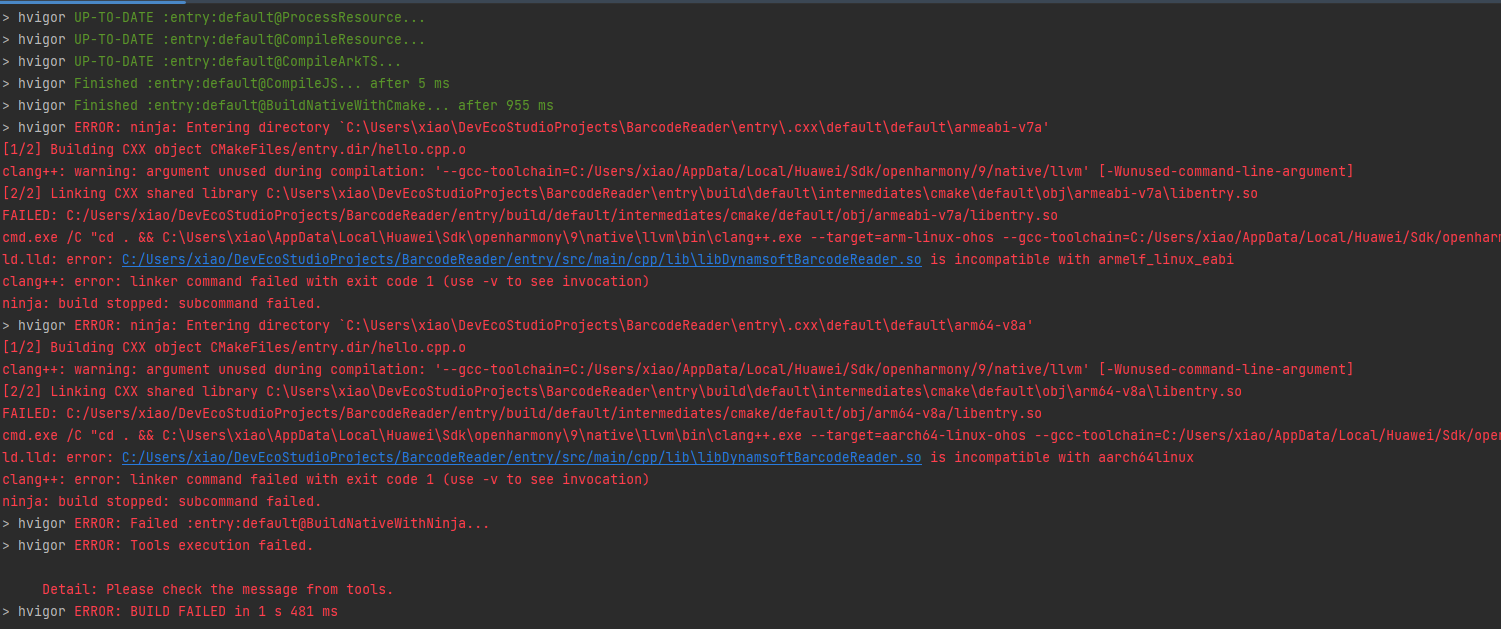 > hvigor UP-TO-DATE :entry:default@ProcessResource...
> hvigor UP-TO-DATE :entry:default@CompileResource...
> hvigor UP-TO-DATE :entry:default@CompileArkTS...
> hvigor Finished :entry:default@CompileJS... after 5 ms
> hvigor Finished :entry:default@BuildNativeWithCmake... after 955 ms
> hvigor ERROR: ninja: Entering directory `C:\Users\xiao\DevEcoStudioProjects\BarcodeReader\entry\.cxx\default\default\armeabi-v7a'
[1/2] Building CXX object CMakeFiles/entry.dir/hello.cpp.o
clang++: warning: argument unused during compilation: '--gcc-toolchain=C:/Users/xiao/AppData/Local/Huawei/Sdk/openharmony/9/native/llvm' [-Wunused-command-line-argument]
[2/2] Linking CXX shared library C:\Users\xiao\DevEcoStudioProjects\BarcodeReader\entry\build\default\intermediates\cmake\default\obj\armeabi-v7a\libentry.so
FAILED: C:/Users/xiao/DevEcoStudioProjects/BarcodeReader/entry/build/default/intermediates/cmake/default/obj/armeabi-v7a/libentry.so
cmd.exe /C "cd . && C:\Users\xiao\AppData\Local\Huawei\Sdk\openharmony\9\native\llvm\bin\clang++.exe --target=arm-linux-ohos --gcc-toolchain=C:/Users/xiao/AppData/Local/Huawei/Sdk/openharm
ld.lld: error: C:/Users/xiao/DevEcoStudioProjects/BarcodeReader/entry/src/main/cpp/lib\libDynamsoftBarcodeReader.so is incompatible with armelf_linux_eabi
clang++: error: linker command failed with exit code 1 (use -v to see invocation)
ninja: build stopped: subcommand failed.
> hvigor ERROR: ninja: Entering directory `C:\Users\xiao\DevEcoStudioProjects\BarcodeReader\entry\.cxx\default\default\arm64-v8a'
[1/2] Building CXX object CMakeFiles/entry.dir/hello.cpp.o
clang++: warning: argument unused during compilation: '--gcc-toolchain=C:/Users/xiao/AppData/Local/Huawei/Sdk/openharmony/9/native/llvm' [-Wunused-command-line-argument]
[2/2] Linking CXX shared library C:\Users\xiao\DevEcoStudioProjects\BarcodeReader\entry\build\default\intermediates\cmake\default\obj\arm64-v8a\libentry.so
FAILED: C:/Users/xiao/DevEcoStudioProjects/BarcodeReader/entry/build/default/intermediates/cmake/default/obj/arm64-v8a/libentry.so
cmd.exe /C "cd . && C:\Users\xiao\AppData\Local\Huawei\Sdk\openharmony\9\native\llvm\bin\clang++.exe --target=aarch64-linux-ohos --gcc-toolchain=C:/Users/xiao/AppData/Local/Huawei/Sdk/open
ld.lld: error: C:/Users/xiao/DevEcoStudioProjects/BarcodeReader/entry/src/main/cpp/lib\libDynamsoftBarcodeReader.so is incompatible with aarch64linux
clang++: error: linker command failed with exit code 1 (use -v to see invocation)
ninja: build stopped: subcommand failed.
> hvigor ERROR: Failed :entry:default@BuildNativeWithNinja...
> hvigor ERROR: Tools execution failed.
Detail: Please check the message from tools.
> hvigor ERROR: BUILD FAILED in 1 s 481 ms